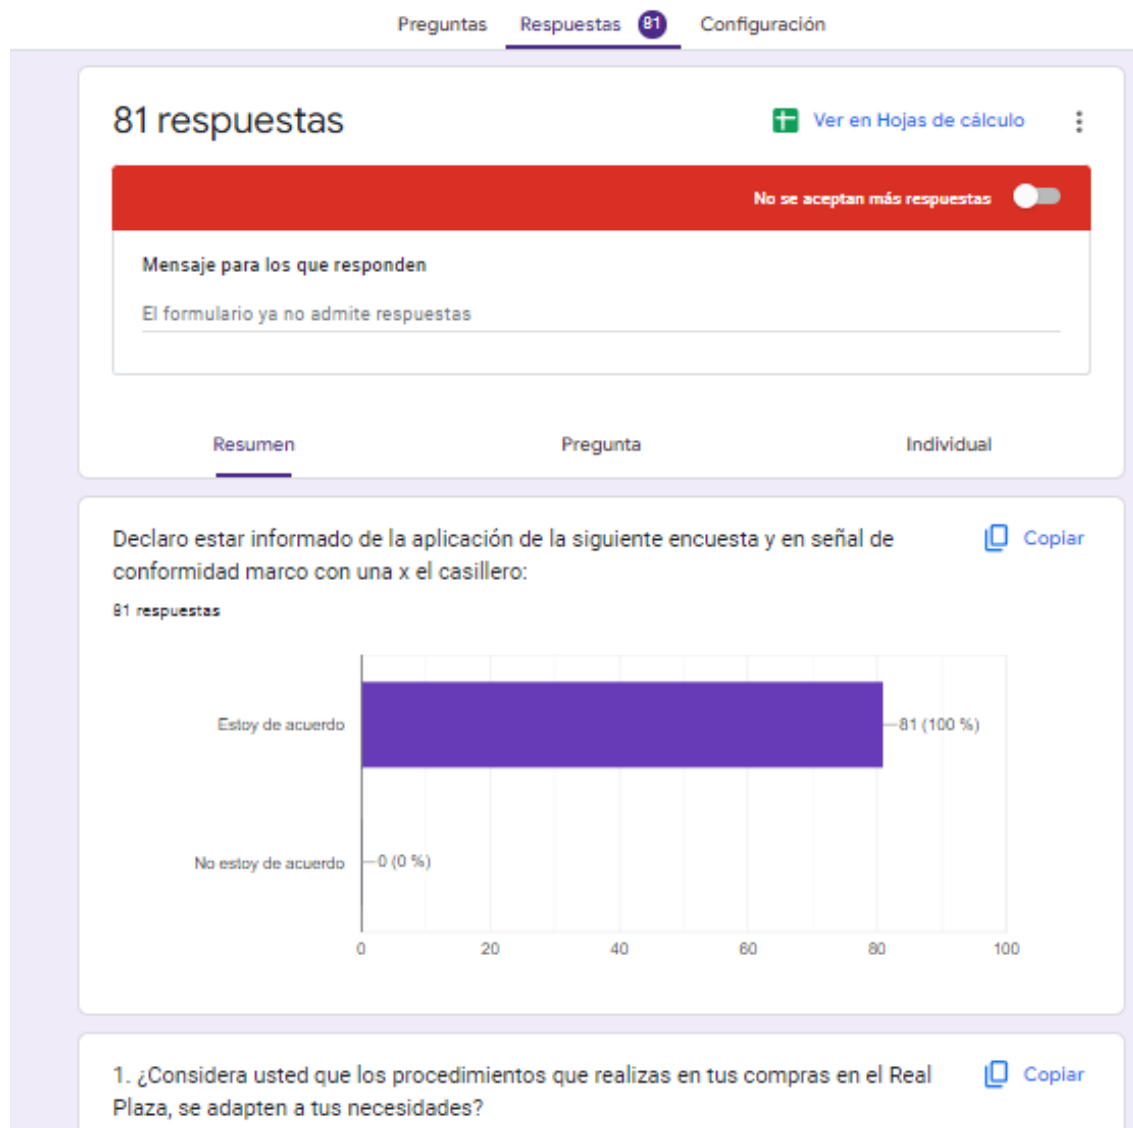 Preguntas Respuestas 81 Configuración
81 respuestas
Ver en Hojas de cálculo
No se aceptan más respuestas
Mensaje para los que responden
El formulario ya no admite respuestas
Resumen Pregunta Individual
Declaro estar informado de la aplicación de la siguiente encuesta y en señal de
conformidad marco con una x el casillero:
Copiar
81 respuestas
Estoy de acuerdo
81 (100 %)
No estoy de acuerdo
0 (0 %)
0 20 40 60 80 100
1. ¿Considera usted que los procedimientos que realizas en tus compras en el Real
Plaza, se adapten a tus necesidades?
Copiar